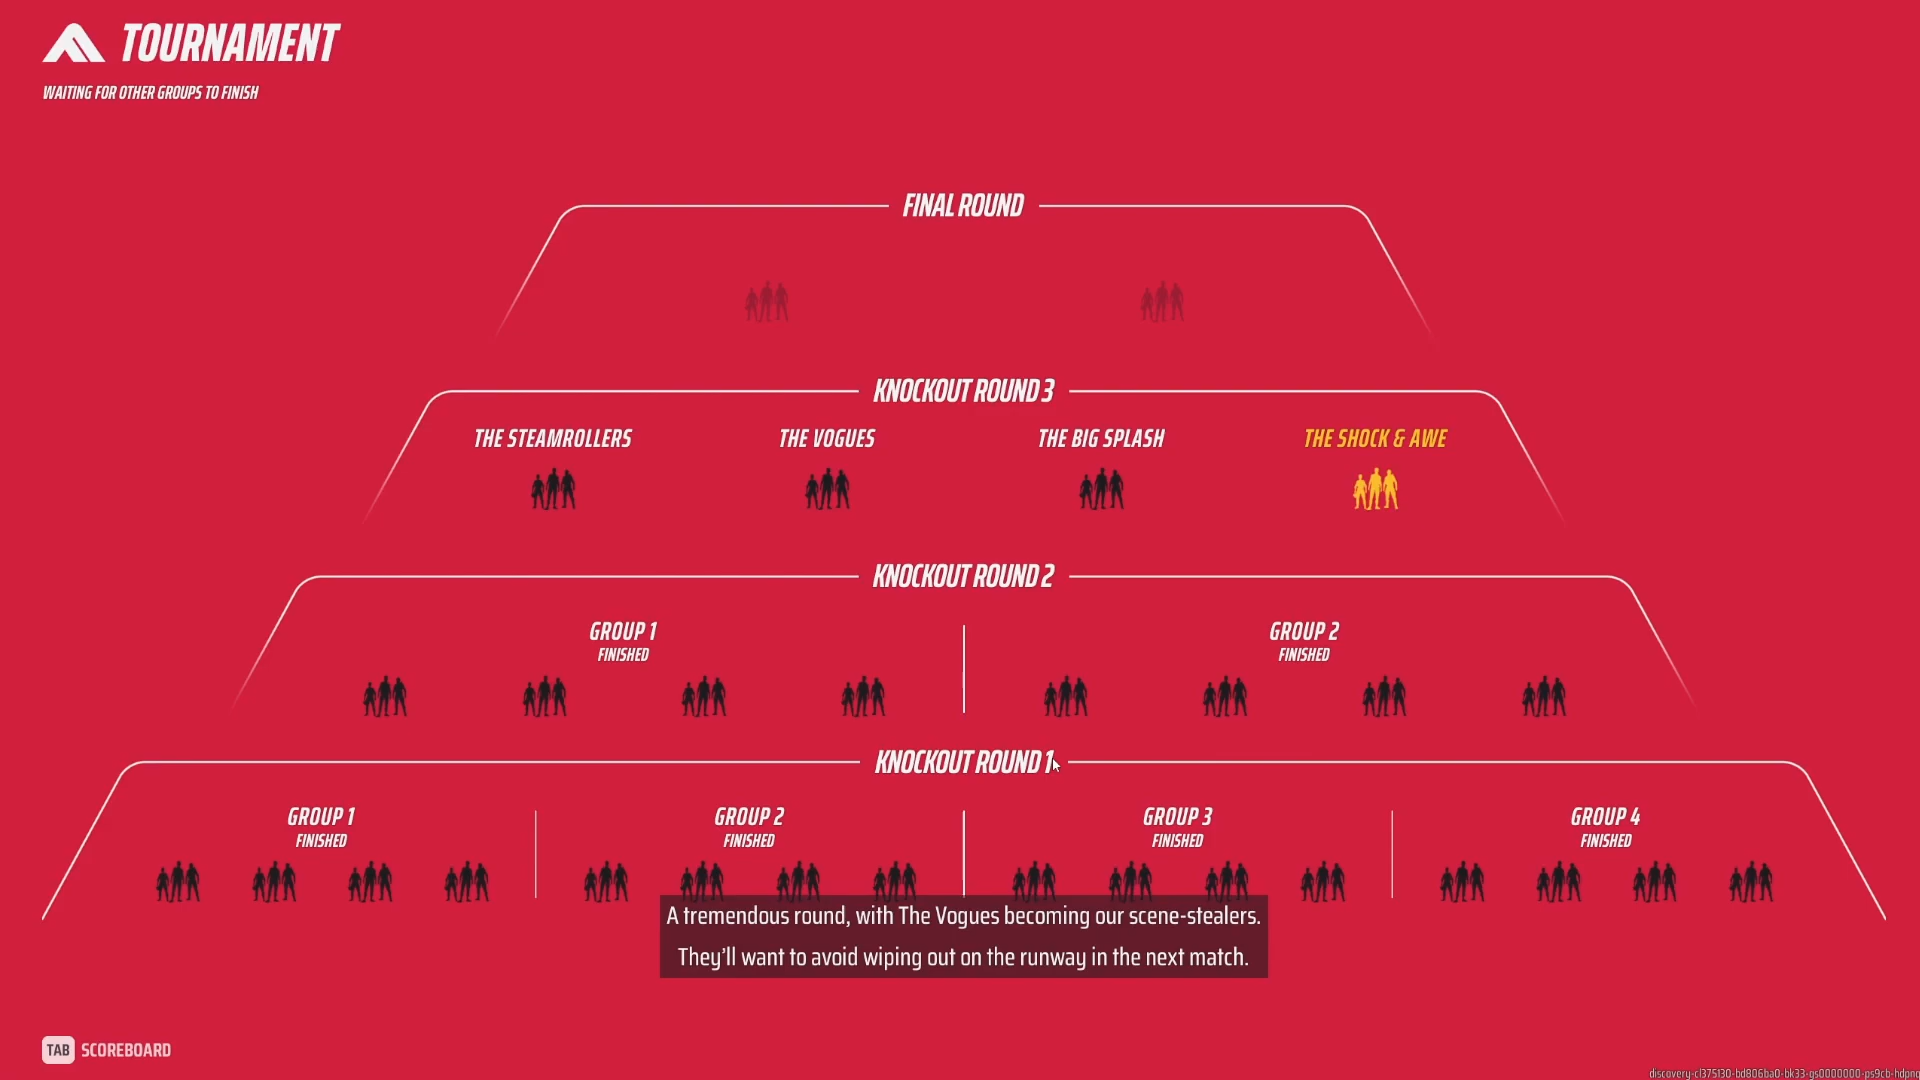 TOURNAMENT
WAITING FOR OTHER GROUPS TO FINISH
FINAL ROUND
KNOCKOUT ROUND 3
THE STEAMROLLERS
THE VOGUES
THE BIG SPLASH
THE SHOCK & AWE
KNOCKOUT ROUND 2
GROUP 1
FINISHED
GROUP 2
FINISHED
KNOCKOUT ROUND 1
GROUP 1
FINISHED
GROUP 2
FINISHED
GROUP 3
FINISHED
GROUP 4
FINISHED
A tremendous round, with The Vogues becoming our scene-stealers.
They'll want to avoid wiping out on the runway in the next match.
TAB SCOREBOARD